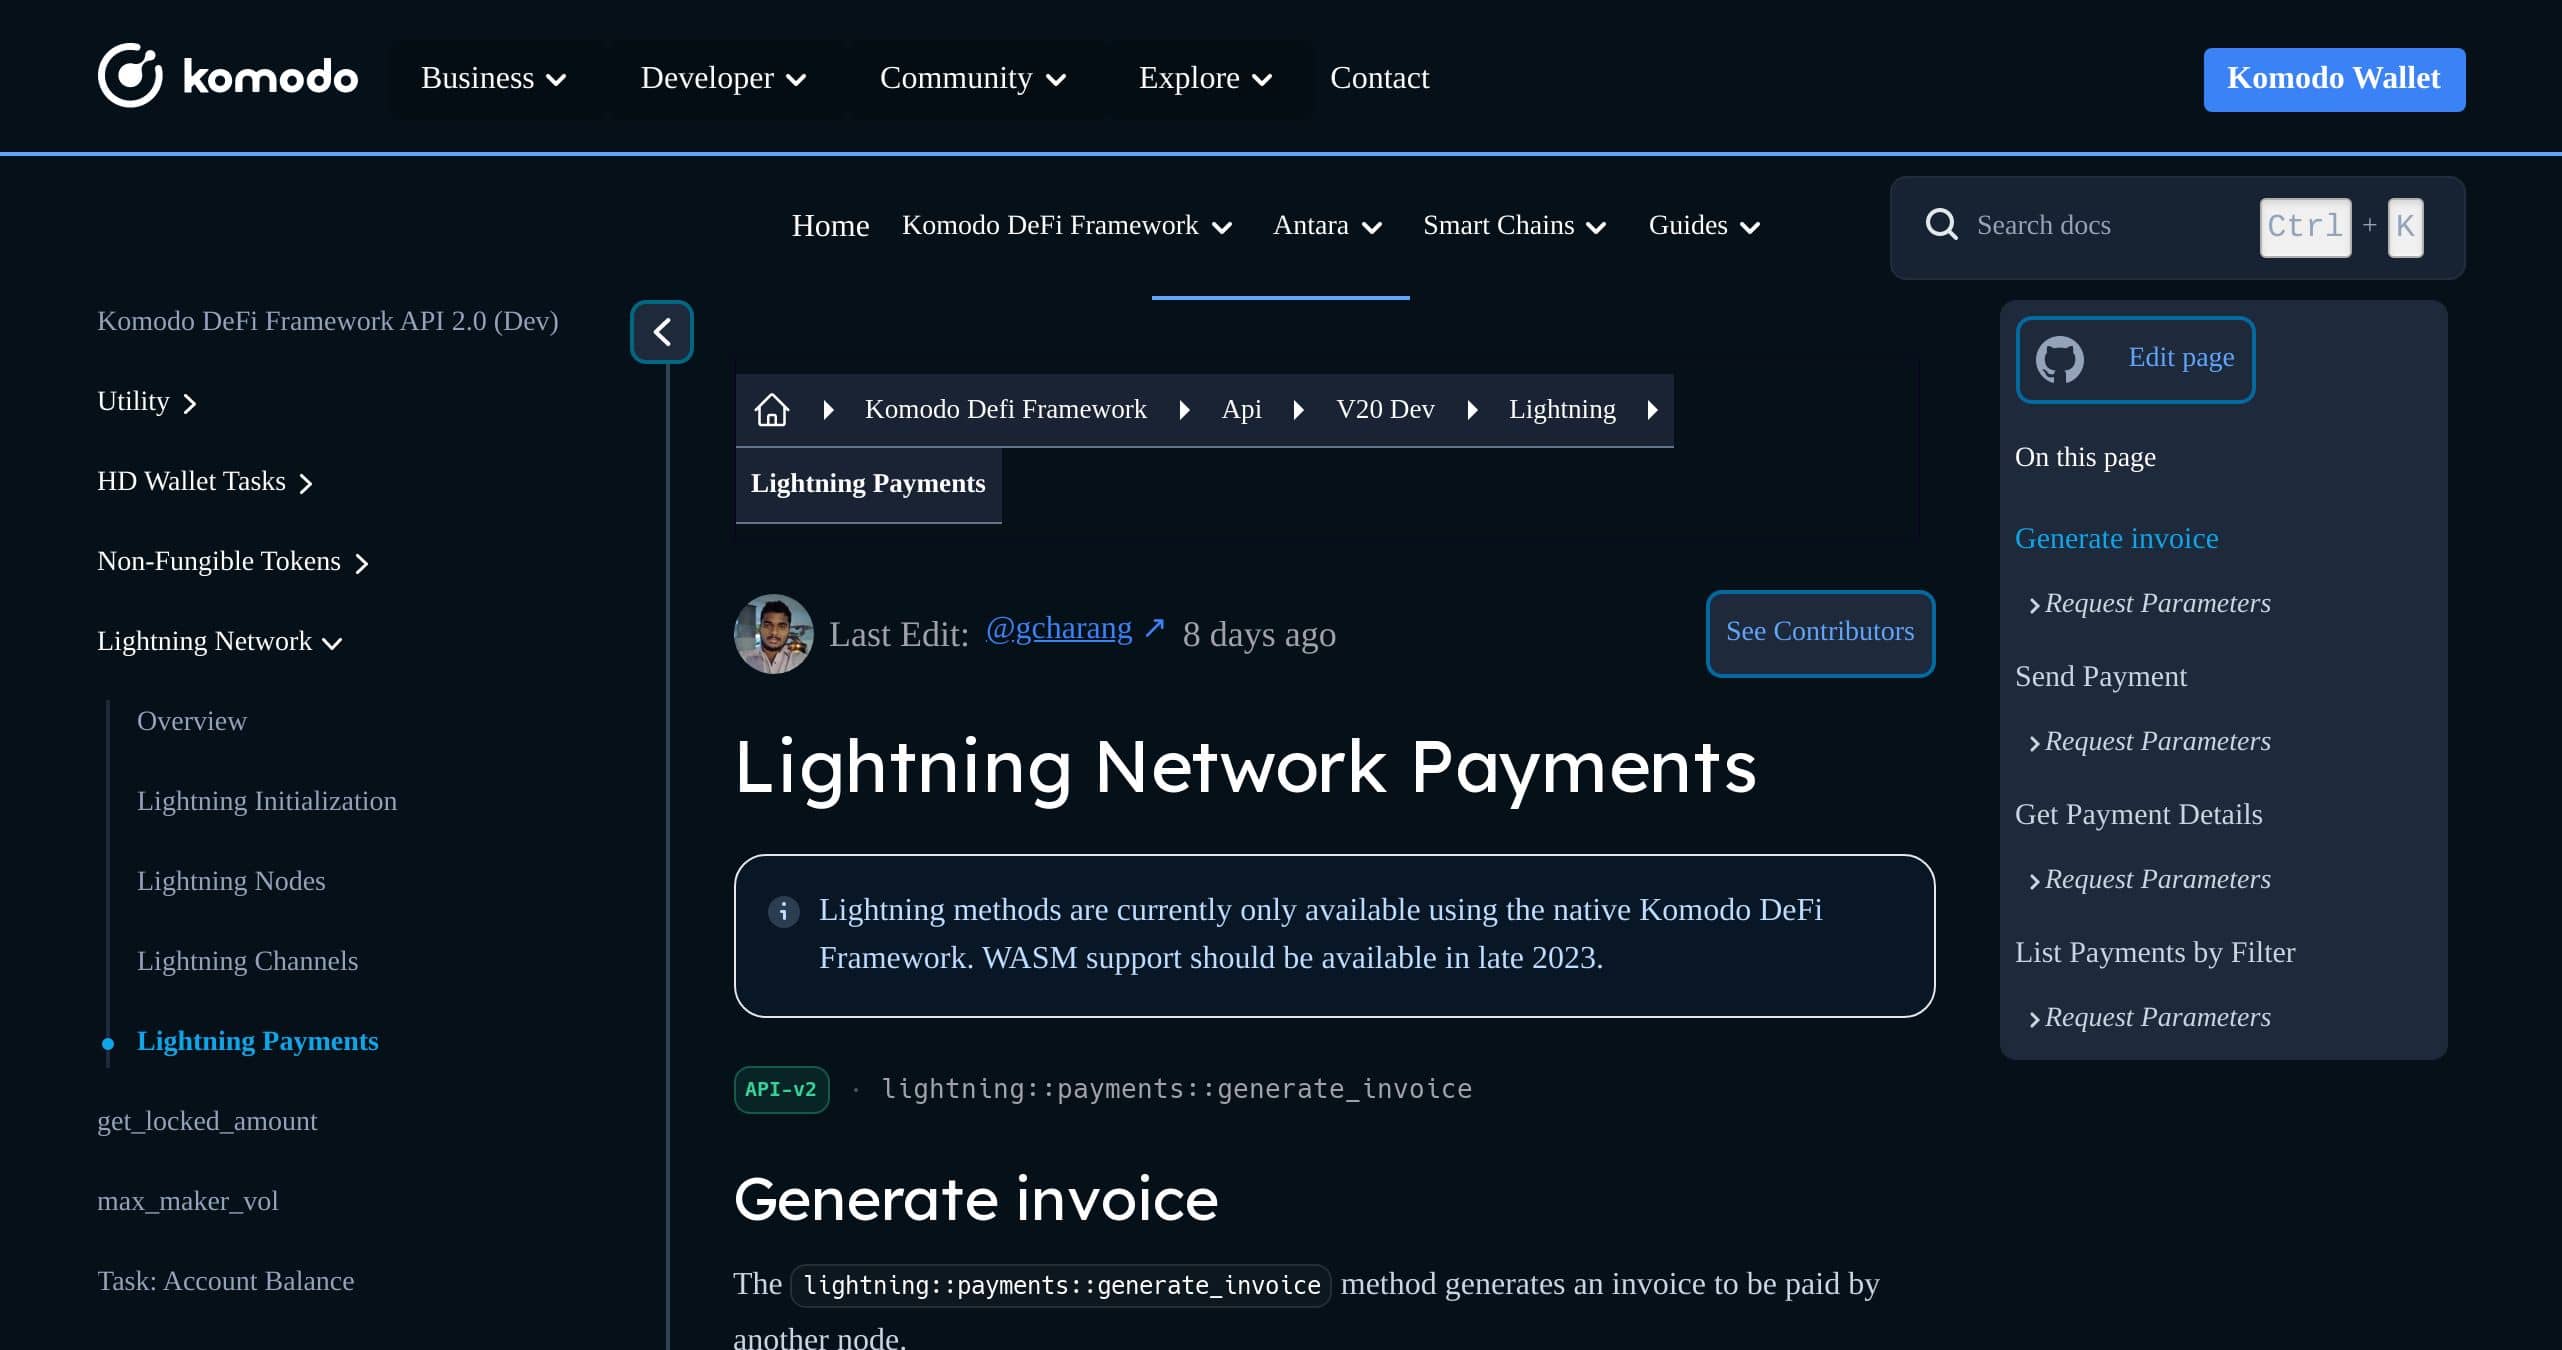 komodo Business Developer Community Explore Contact Komodo Wallet
Home Komodo DeFi Framework Antara Smart Chains Guides Search docs Ctrl + K
Komodo DeFi Framework API 2.0 (Dev)
Utility
HD Wallet Tasks
Non-Fungible Tokens
Lightning Network
Overview
Lightning Initialization
Lightning Nodes
Lightning Channels
Lightning Payments
get_locked_amount
max_maker_vol
Task: Account Balance
Komodo Defi Framework Api V20 Dev Lightning
Lightning Payments
Last Edit: @gcharang ↗ 8 days ago See Contributors
Lightning Network Payments
Lightning methods are currently only available using the native Komodo DeFi
Framework. WASM support should be available in late 2023.
API-v2 · lightning::payments::generate_invoice
Generate invoice
The lightning::payments::generate_invoice method generates an invoice to be paid by
another node.
Edit page
On this page
Generate invoice
Request Parameters
Send Payment
Request Parameters
Get Payment Details
Request Parameters
List Payments by Filter
Request Parameters